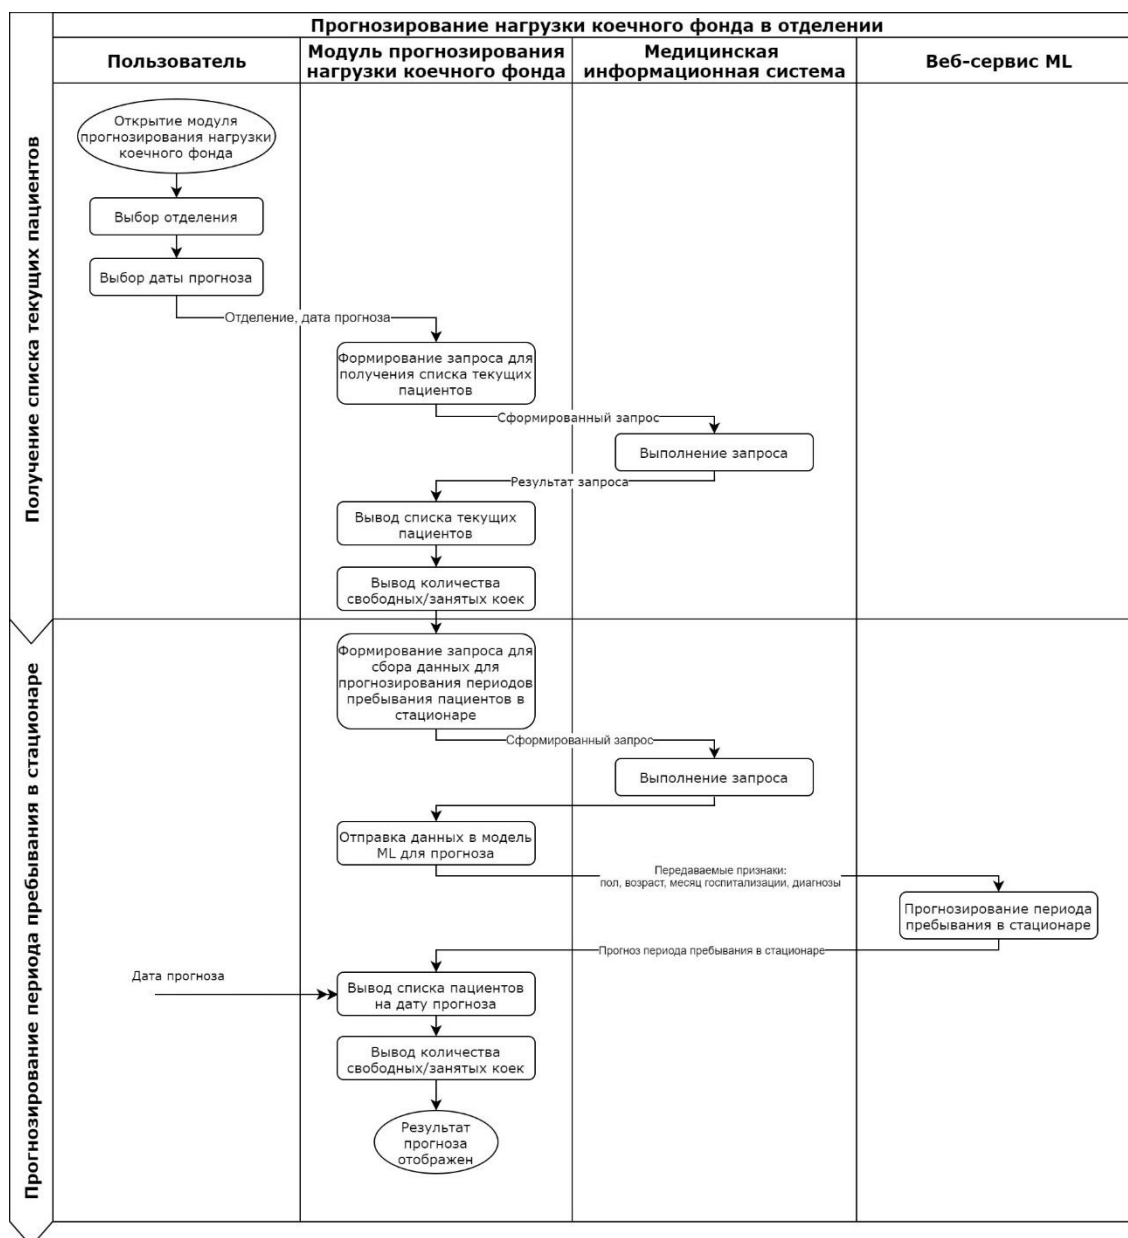 Прогнозирование нагрузки коечного фонда в отделении
Пользователь
Модуль прогнозирования
нагрузки коечного фонда
Медицинская
информационная система
Веб-сервис ML
Получение списка текущих пациентов
Открытие модуля
прогнозирования нагрузки
коечного фонда
Выбор отделения
Выбор даты прогноза
Отделение, дата прогноза
Формирование запроса для
получения списка текущих
пациентов
Сформированный запрос
Выполнение запроса
Результат запроса
Вывод списка текущих
пациентов
Вывод количества
свободных/занятых коек
Прогнозирование периода пребывания в стационаре
Формирование запроса для
сбора данных для
прогнозирования периодов
пребывания пациентов в
стационаре
Сформированный запрос
Выполнение запроса
Отправка данных в модель
ML для прогноза
Передаваемые признаки:
пол, возраст, месяц госпитализации, диагнозы
Прогнозирование периода
пребывания в стационаре
Прогноз периода пребывания в стационаре
Дата прогноза
Вывод списка пациентов
на дату прогноза
Вывод количества
свободных/занятых коек
Результат
прогноза
отображен